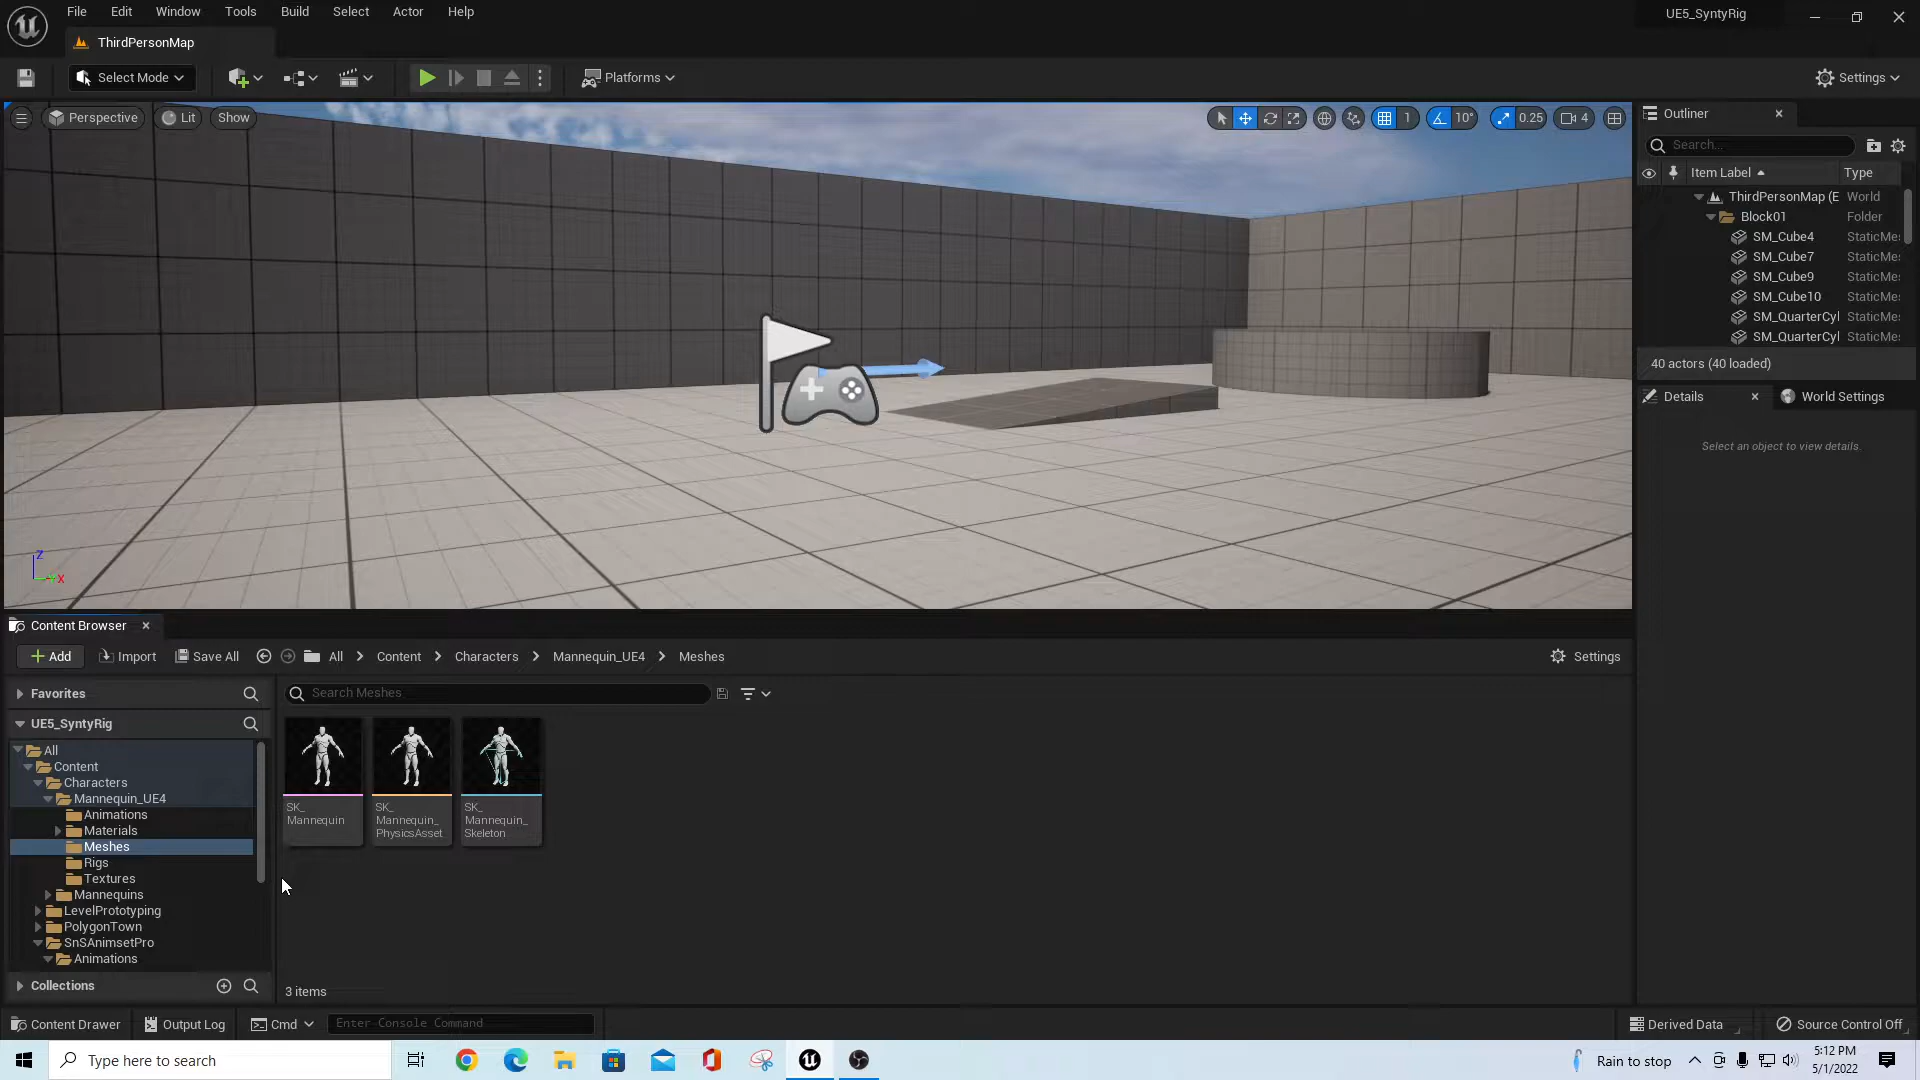 File Edit Window Tools Build Select Actor Help
UE5_SyntyRig
ThirdPersonMap
Select Mode
Platforms
Settings
Perspective
Lit
Show
1
10°
0.25
4
Z
X
Outliner
Search...
Item Label
Type
ThirdPersonMap (E World
Block01 Folder
SM_Cube4 StaticMe
SM_Cube7 StaticMe
SM_Cube9 StaticMe
SM_Cube10 StaticMe
SM_QuarterCyl StaticMe
SM_QuarterCyl StaticMe
40 actors (40 loaded)
Details
World Settings
Select an object to view details.
Content Browser
Add
Import
Save All
All
Content
Characters
Mannequin_UE4
Meshes
Settings
Favorites
Search Meshes
UE5_SyntyRig
All
Content
Characters
Mannequin_UE4
Animations
Materials
Meshes
Rigs
Textures
Mannequins
LevelPrototyping
PolygonTown
SnSAnimsetPro
Animations
SK_
Mannequin
SK_
Mannequin_
PhysicsAsset
SK_
Mannequin_
Skeleton
Collections
3 items
Content Drawer
Output Log
Cmd
Enter Console Command
Derived Data
Source Control Off
Type here to search
Rain to stop
5:12 PM
5/1/2022